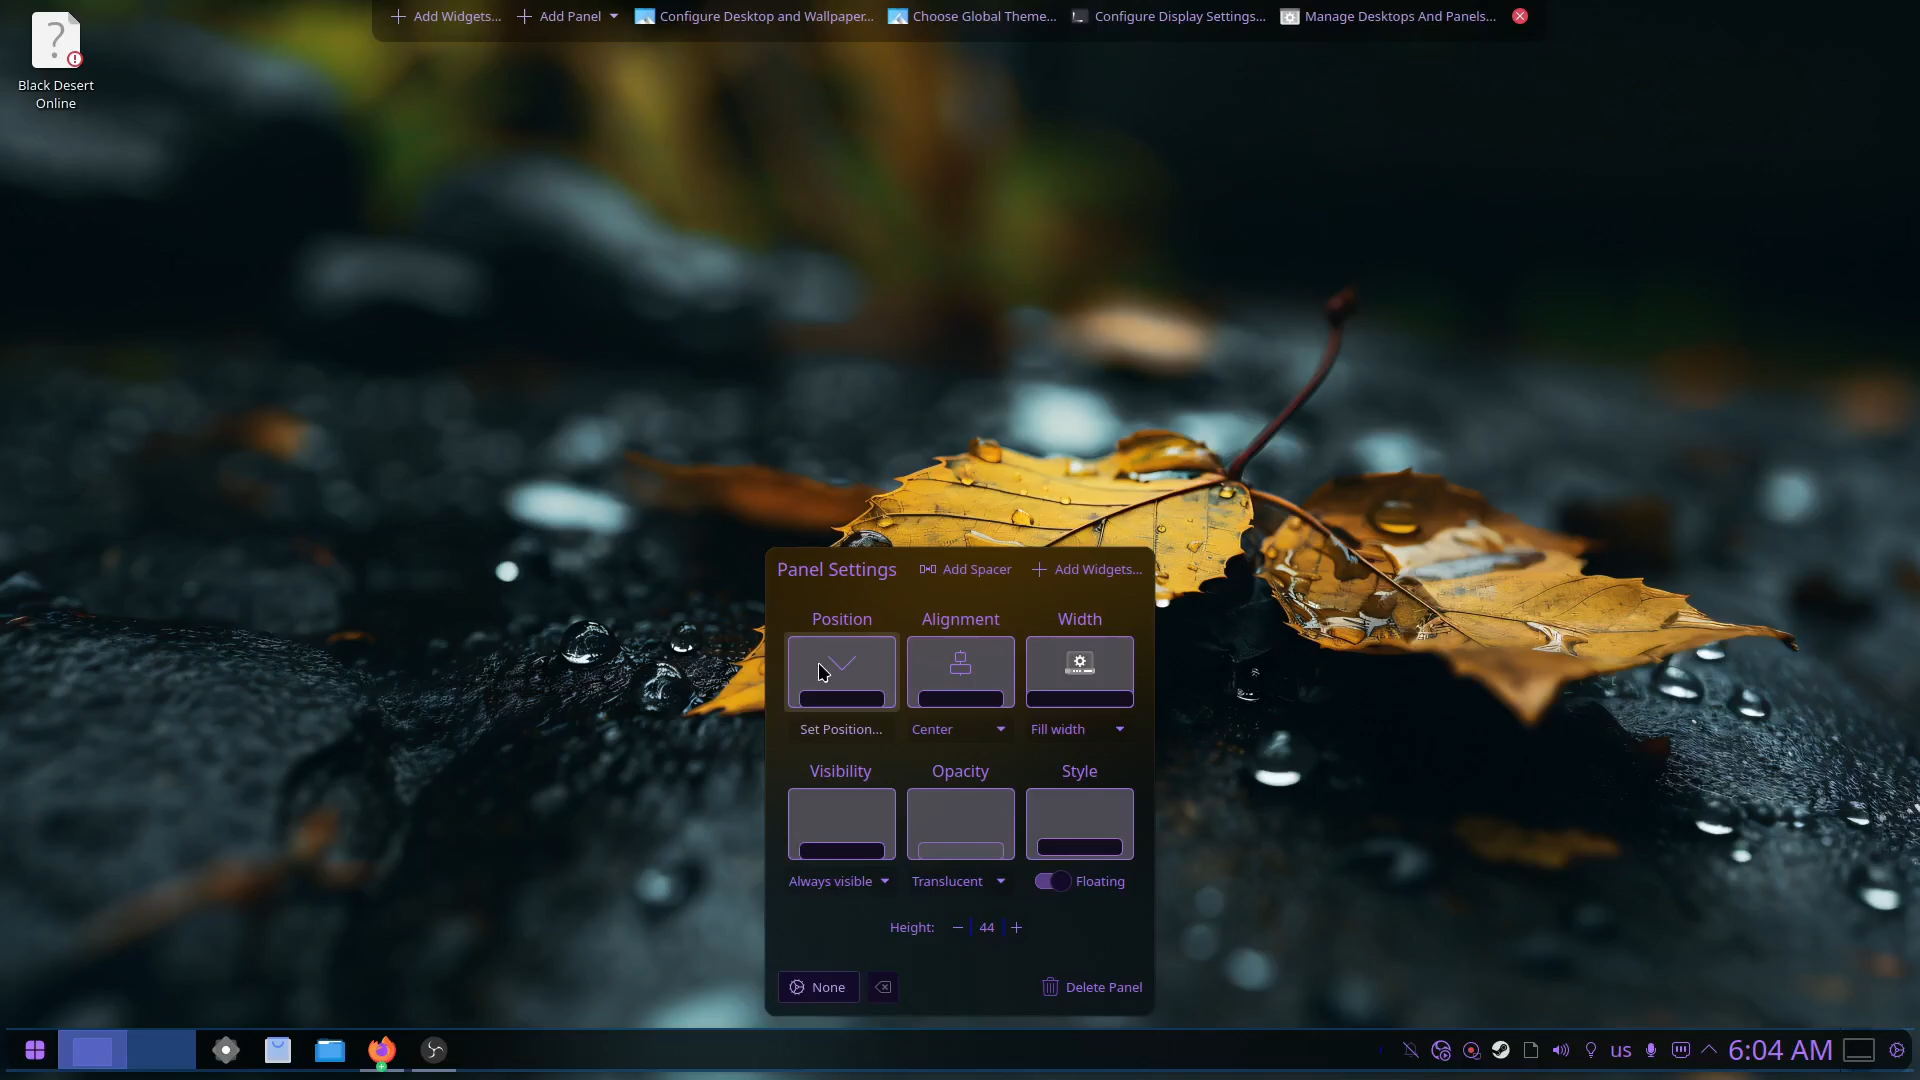 Add Widgets... Add Panel Configure Desktop and Wallpaper... Choose Global Theme... Configure Display Settings... Manage Desktops And Panels...
Black Desert
Online
Panel Settings Add Spacer Add Widgets...
Position Alignment Width
Set Position... Center Fill width
Visibility Opacity Style
Always visible Translucent Floating
Height: 44
None Delete Panel
us 6:04 AM